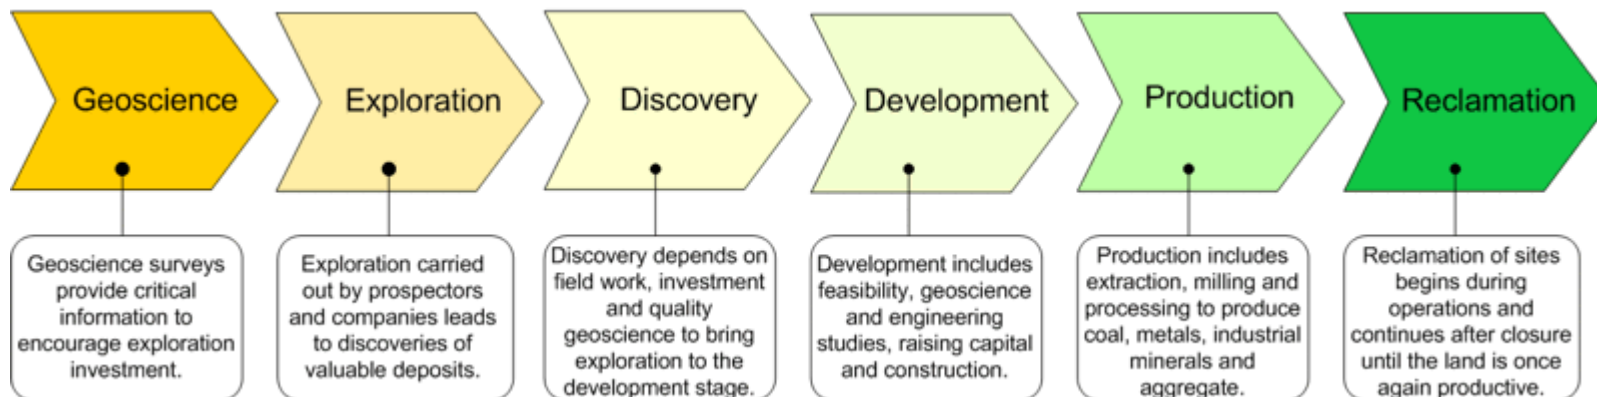 Geoscience
Exploration
Discovery
Development
Production
Reclamation
Geoscience surveys
provide critical
information to
encourage exploration
investment.
Exploration carried
out by prospectors
and companies leads
to discoveries of
valuable deposits.
Discovery depends on
field work, investment
and quality
geoscience to bring
exploration to the
development stage.
Development includes
feasibility, geoscience
and engineering
studies, raising capital
and construction.
Production includes
extraction, milling and
processing to produce
coal, metals, industrial
minerals and
aggregate.
Reclamation of sites
begins during
operations and
continues after closure
until the land is once
again productive.